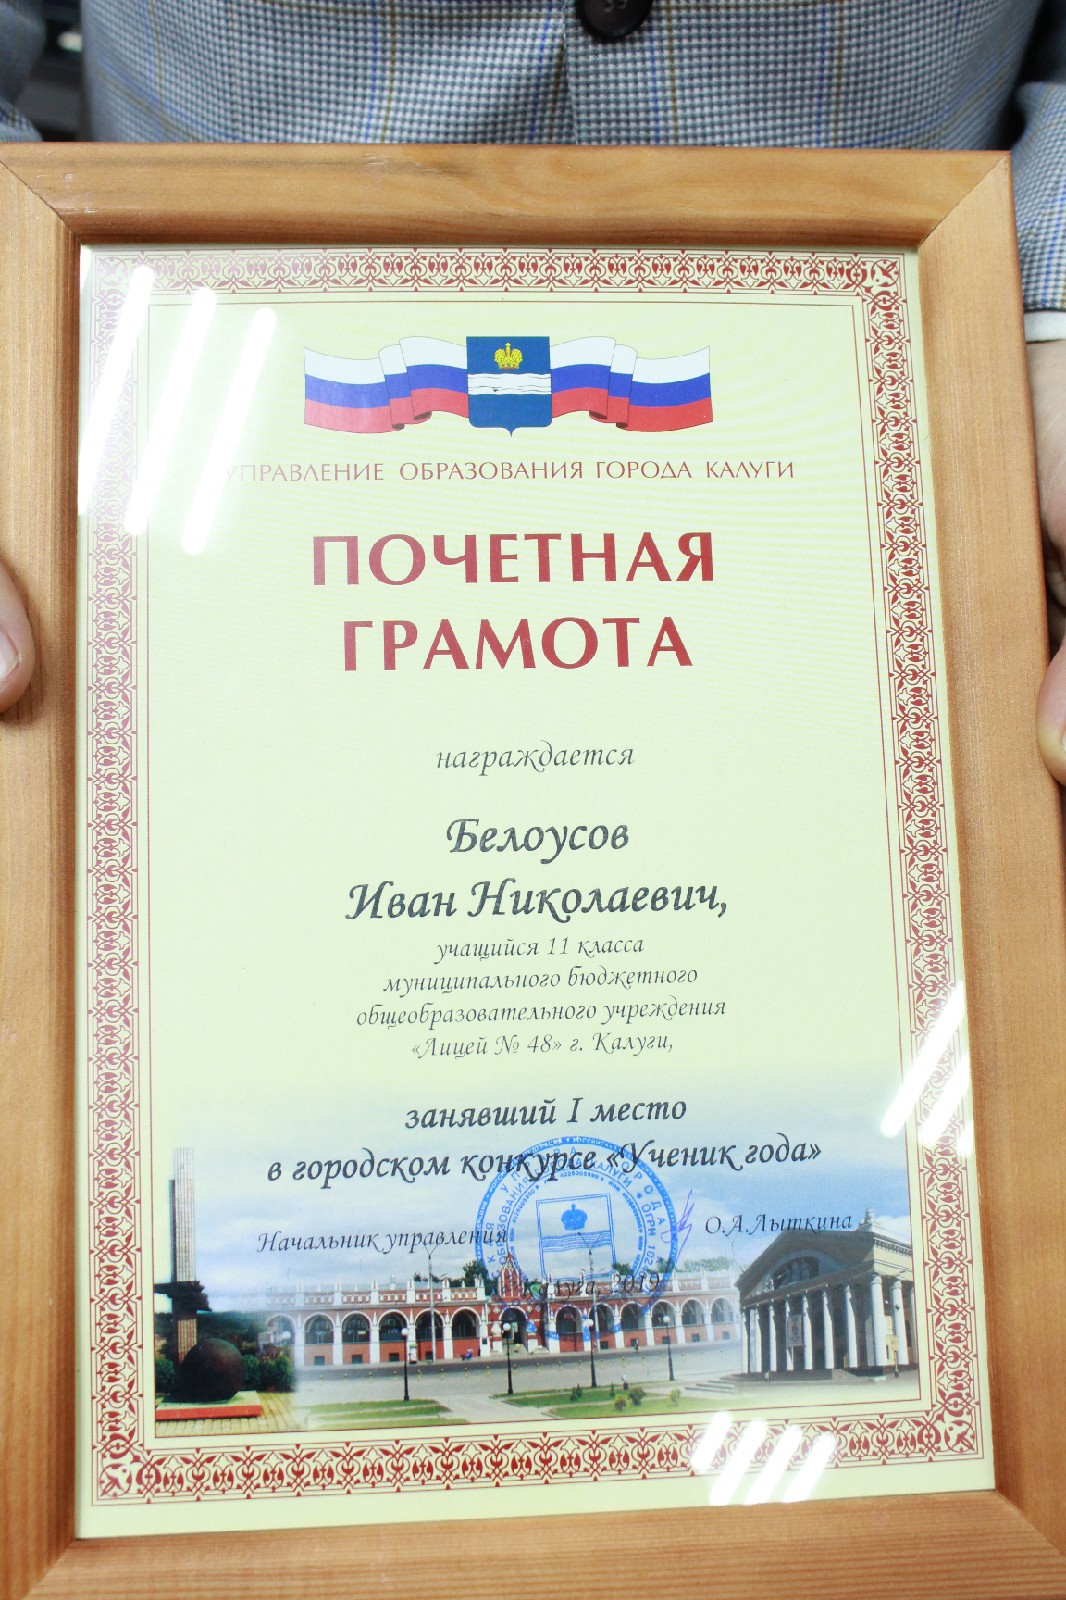 УПРАВЛЕНИЕ ОБРАЗОВАНИЯ ГОРОДА КАЛУГИ
ПОЧЕТНАЯ
ГРАМОТА
награждается
Белоусов
Иван Николаевич,
учащийся 11 класса
муниципального бюджетного
общеобразовательного учреждения
«Лицей № 48» г. Калуги,
занявший I место
в городском конкурсе «Ученик года»
Начальник управления
О.А.Лыткина
Калуга, 2019